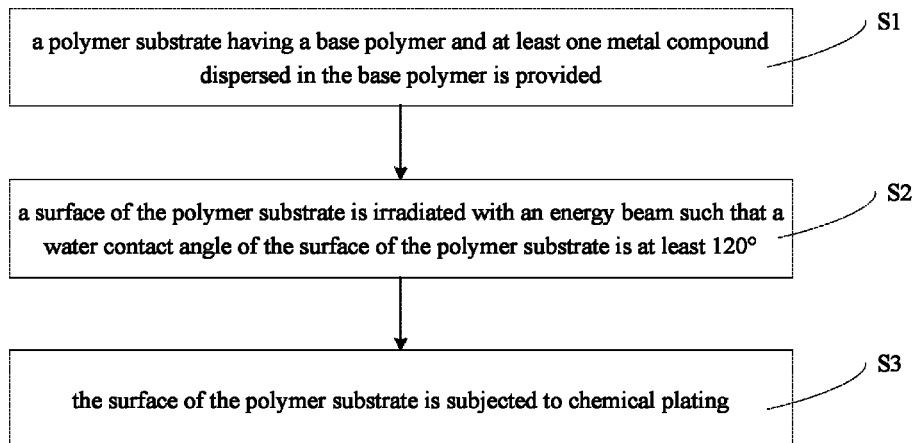 a polymer substrate having a base polymer and at least one metal compound
dispersed in the base polymer is provided
S1
a surface of the polymer substrate is irradiated with an energy beam such that a
water contact angle of the surface of the polymer substrate is at least 120°
S2
the surface of the polymer substrate is subjected to chemical plating
S3